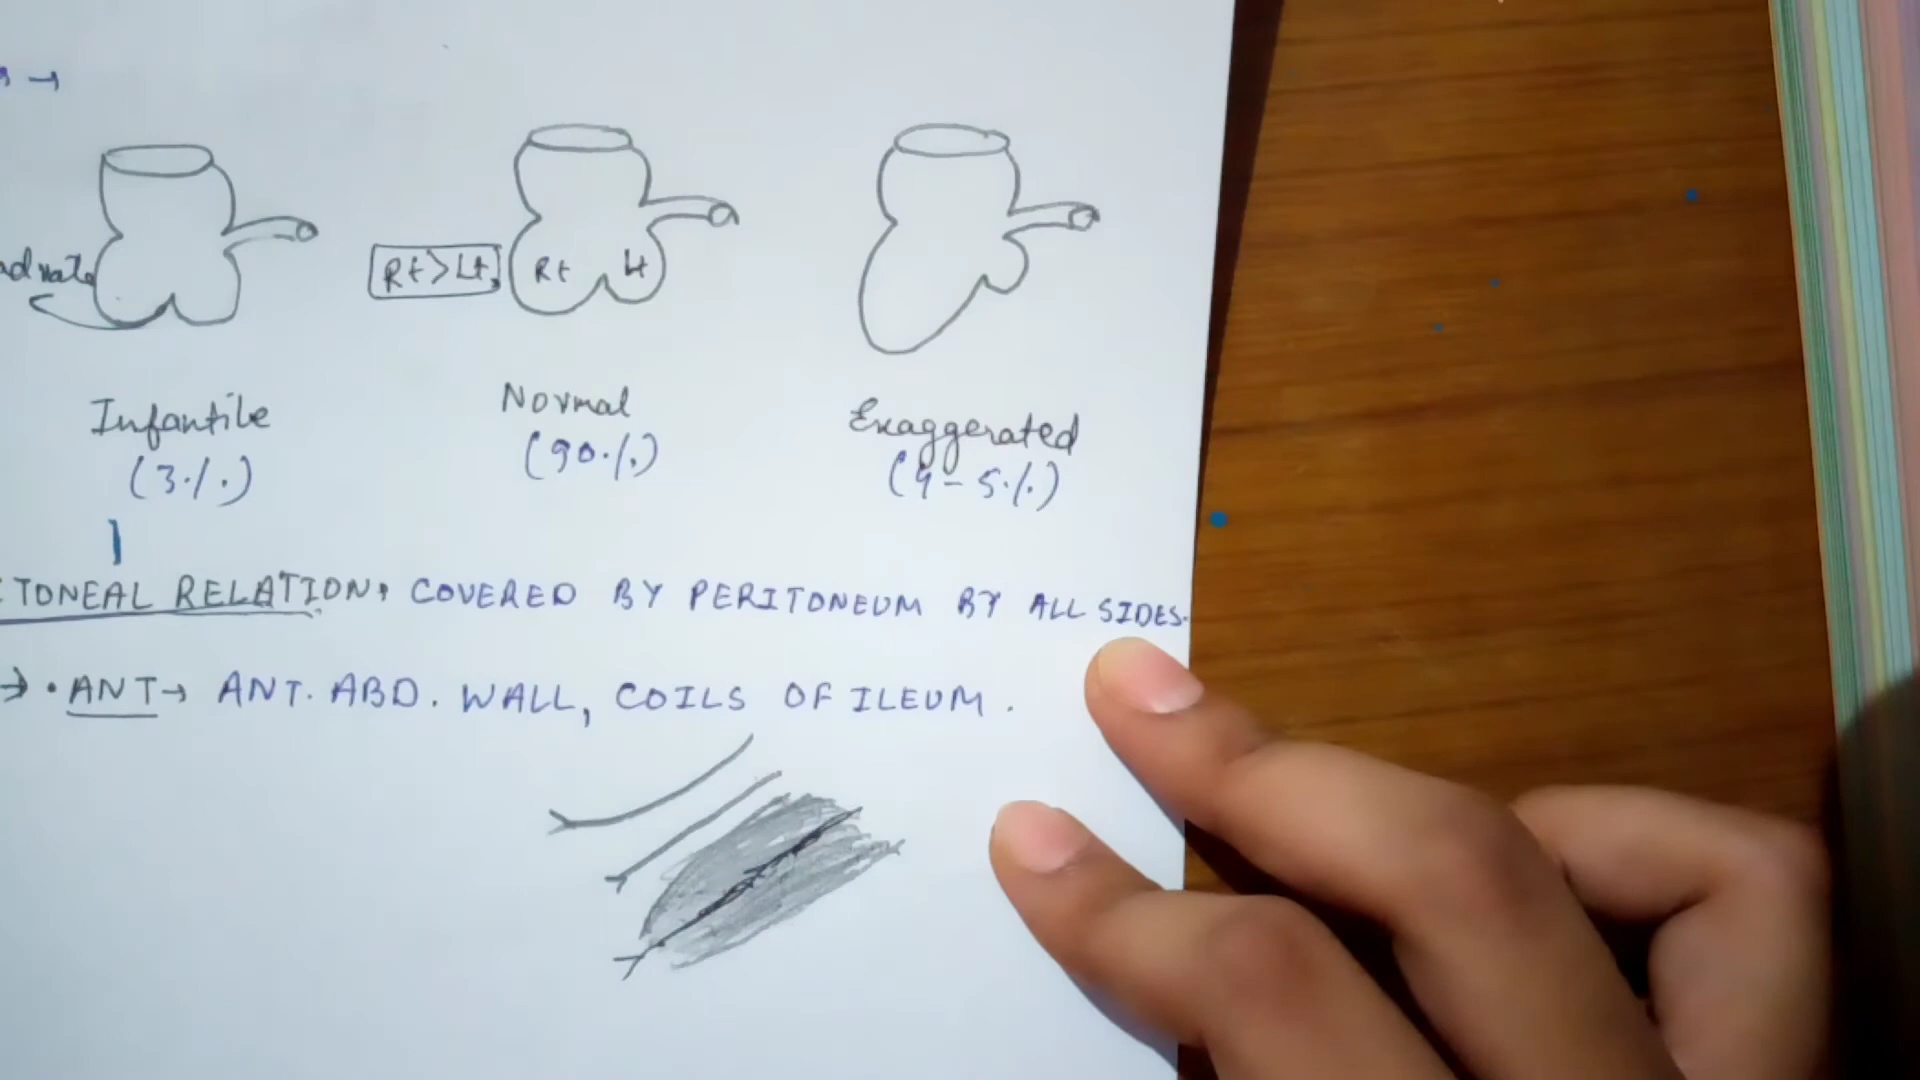 Rt>Lt Rt Lt
Infantile Normal Exaggerated
(3%) (90%) (4-5%)
TONEAL RELATION, COVERED BY PERITONEUM BY ALL SIDES.
→ • ANT → ANT. ABD. WALL, COILS OF ILEUM.